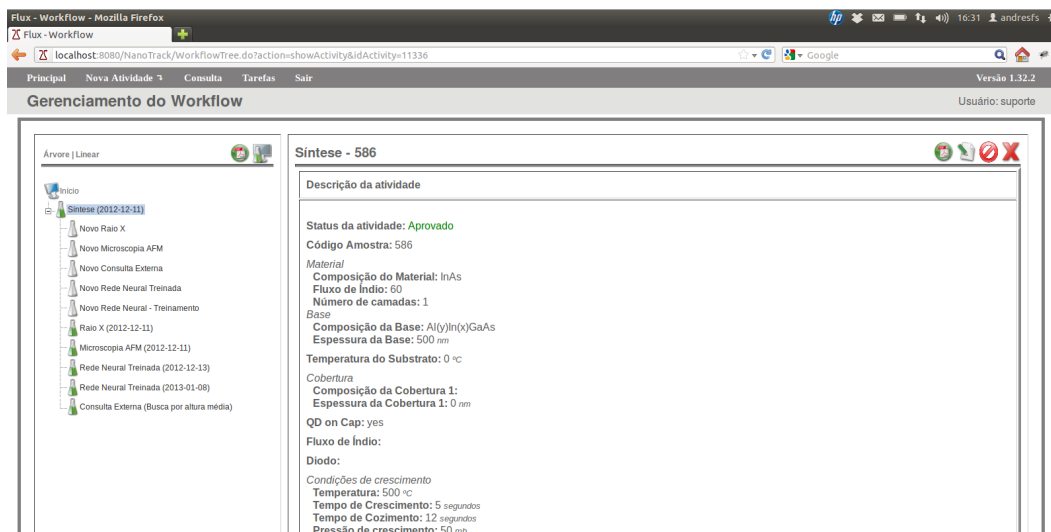 Flux - Workflow - Mozilla Firefox
16:31 andresfs
Flux - Workflow
localhost:8080/NanoTrack/WorkflowTree.do?action=showActivity&idActivity=11336
Google
Principal Nova Atividade Consulta Tarefas Sair Versão 1.32.2
Gerenciamento do Workflow Usuário: suporte
Árvore | Linear
Início
Síntese (2012-12-11)
Novo Raio X
Novo Microscopia AFM
Novo Consulta Externa
Novo Rede Neural Treinada
Novo Rede Neural - Treinamento
Raio X (2012-12-11)
Microscopia AFM (2012-12-11)
Rede Neural Treinada (2012-12-13)
Rede Neural Treinada (2013-01-08)
Consulta Externa (Busca por altura média)
Síntese - 586
Descrição da atividade
Status da atividade: Aprovado
Código Amostra: 586
Material
Composição do Material: InAs
Fluxo de Índio: 60
Número de camadas: 1
Base
Composição da Base: Al(y)In(x)GaAs
Espessura da Base: 500 nm
Temperatura do Substrato: 0 ºC
Cobertura
Composição da Cobertura 1:
Espessura da Cobertura 1: 0 nm
QD on Cap: yes
Fluxo de Índio:
Diodo:
Condições de crescimento
Temperatura: 500 ºC
Tempo de Crescimento: 5 segundos
Tempo de Cozimento: 12 segundos
Pressão de crescimento: 50 mb